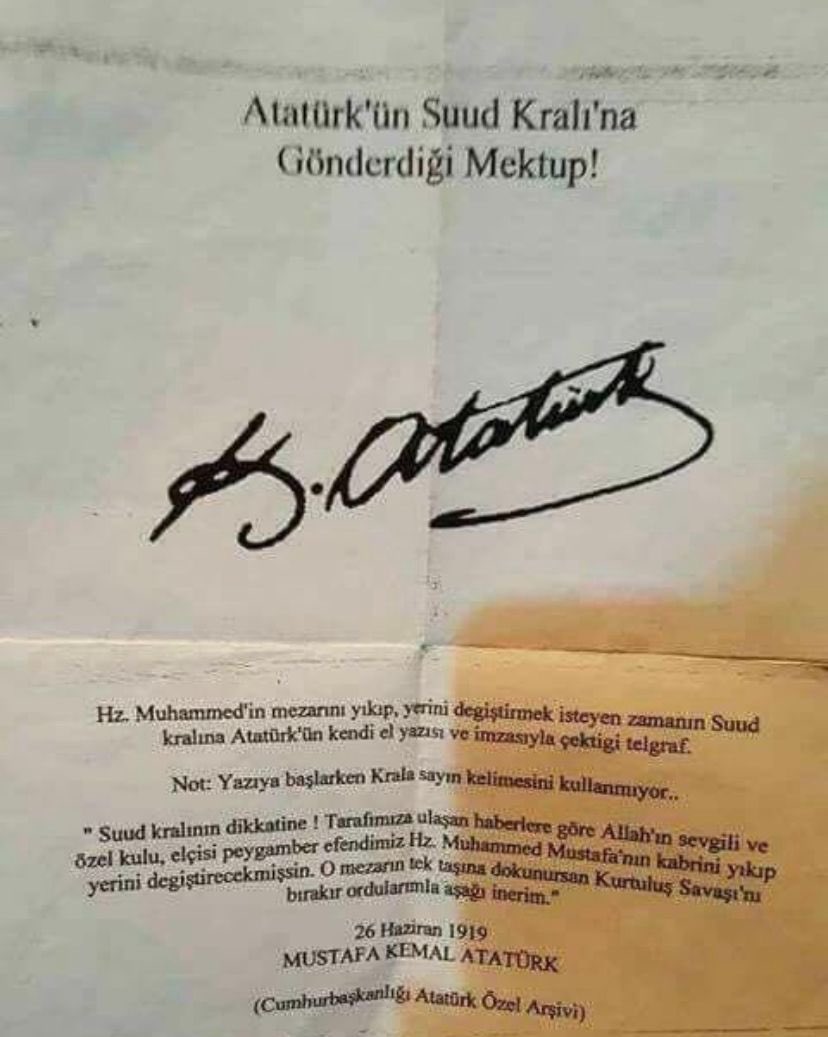 Atatürk'ün Suud Kralı'na
Gönderdiği Mektup!
K. Atatürk
Hz. Muhammed'in mezarını yıkıp, yerini degiştirmek isteyen zamanın Suud
kralına Atatürk'ün kendi el yazısı ve imzasıyla çektigi telgraf.
Not: Yazıya başlarken Krala sayın kelimesini kullanmıyor..
" Suud kralının dikkatine ! Tarafımıza ulaşan haberlere göre Allah'ın sevgili ve
özel kulu, elçisi peygamber efendimiz Hz. Muhammed Mustafa'nın kabrini yıkıp
yerini degiştirecekmişsin. O mezarın tek taşına dokunursan Kurtuluş Savaşı'nı
bırakır ordularımla aşağı inerim."
26 Haziran 1919
MUSTAFA KEMAL ATATÜRK
(Cumhurbaşkanlığı Atatürk Özel Arşivi)